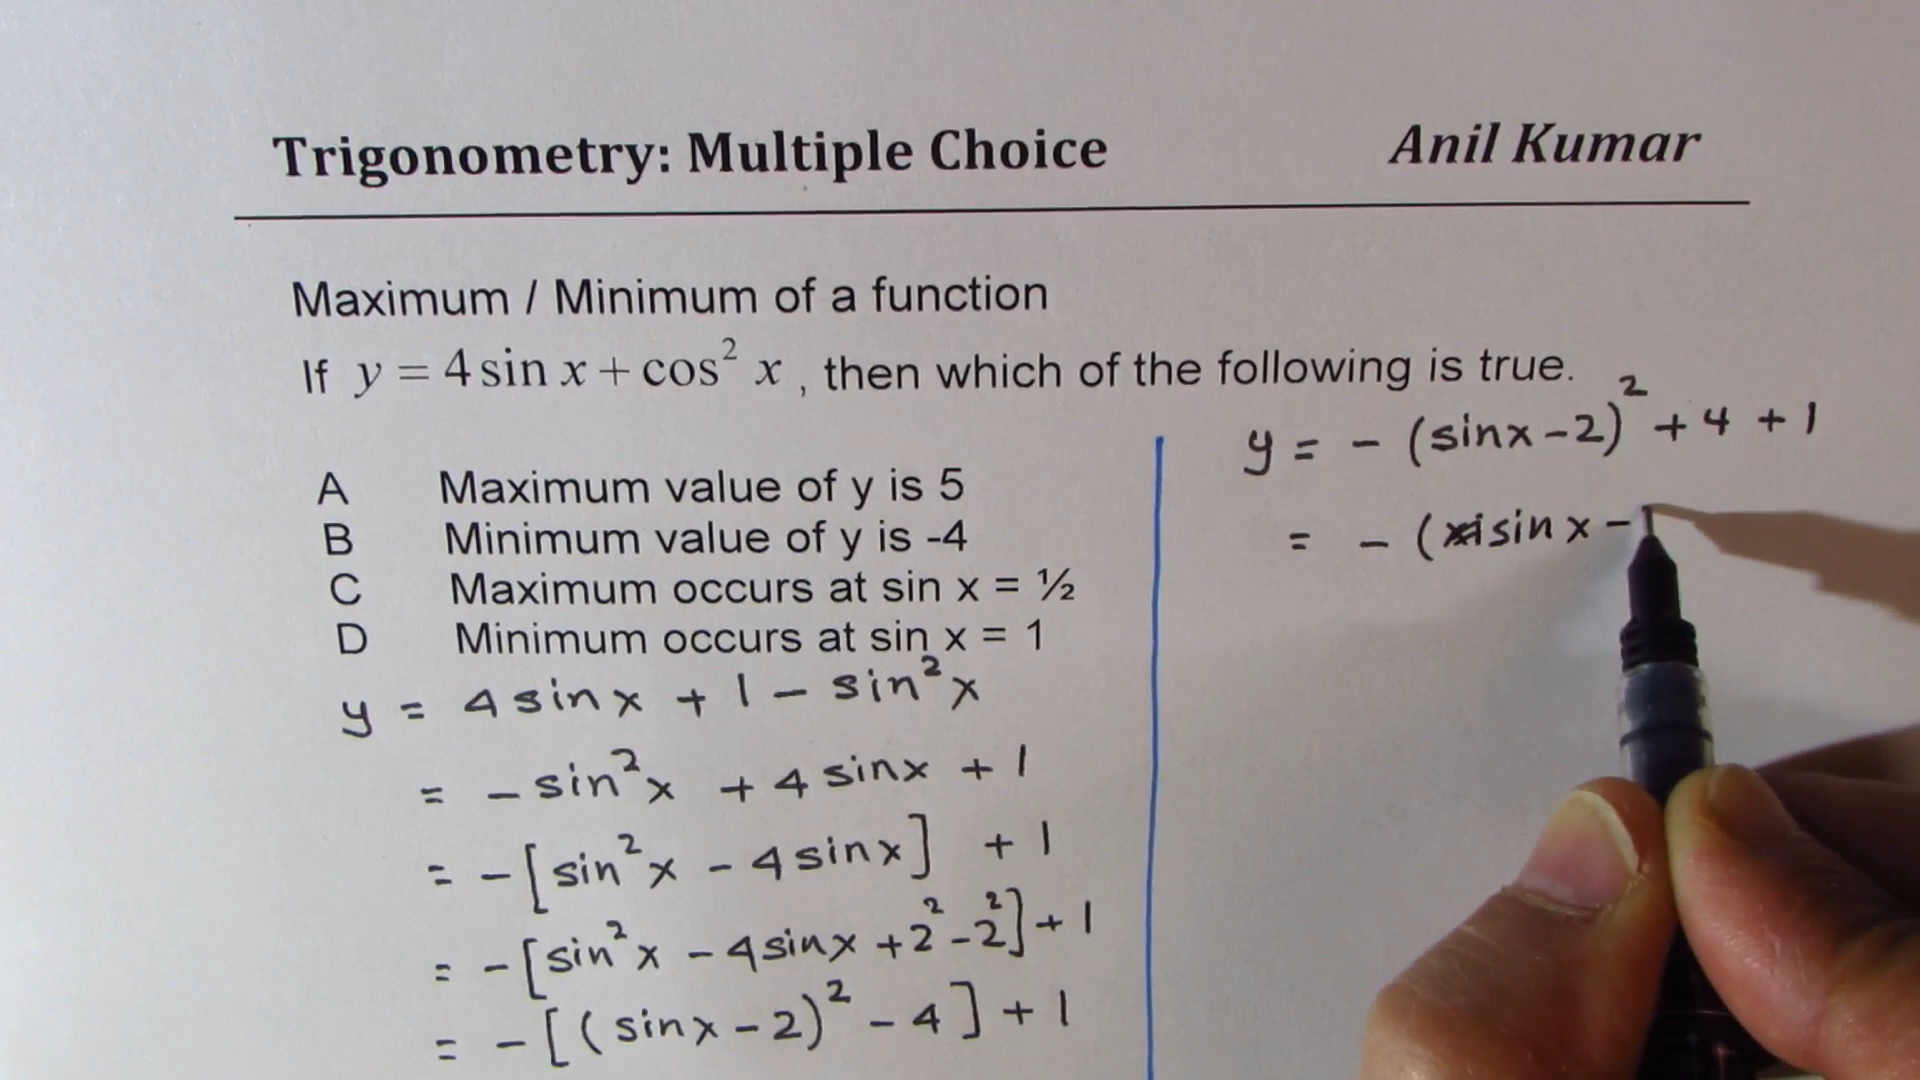 Trigonometry: Multiple Choice
Anil Kumar
Maximum / Minimum of a function
If y = 4 sin x + cos² x , then which of the following is true.
A Maximum value of y is 5
B Minimum value of y is -4
C Maximum occurs at sin x = ½
D Minimum occurs at sin x = 1
y = 4 sin x + 1 − sin² x
= − sin² x + 4 sin x + 1
= − [sin² x − 4 sin x] + 1
= − [sin² x − 4 sin x + 2² − 2²] + 1
= − [(sin x − 2)² − 4] + 1
y = − (sin x − 2)² + 4 + 1
= − (sin x −